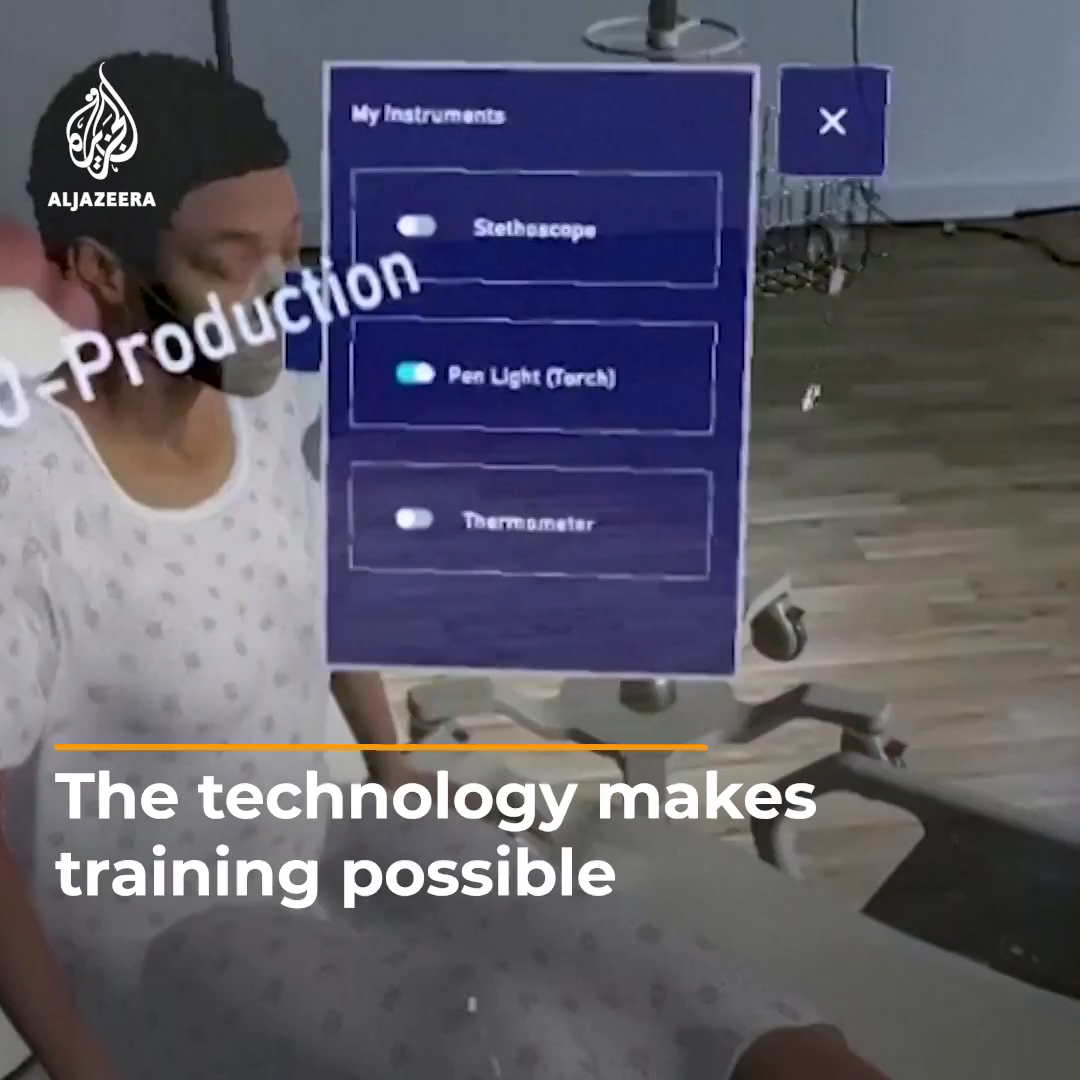 ALJAZEERA
My Instruments
Stethoscope
-Production
Pen Light (Torch)
Thermometer
The technology makes
training possible